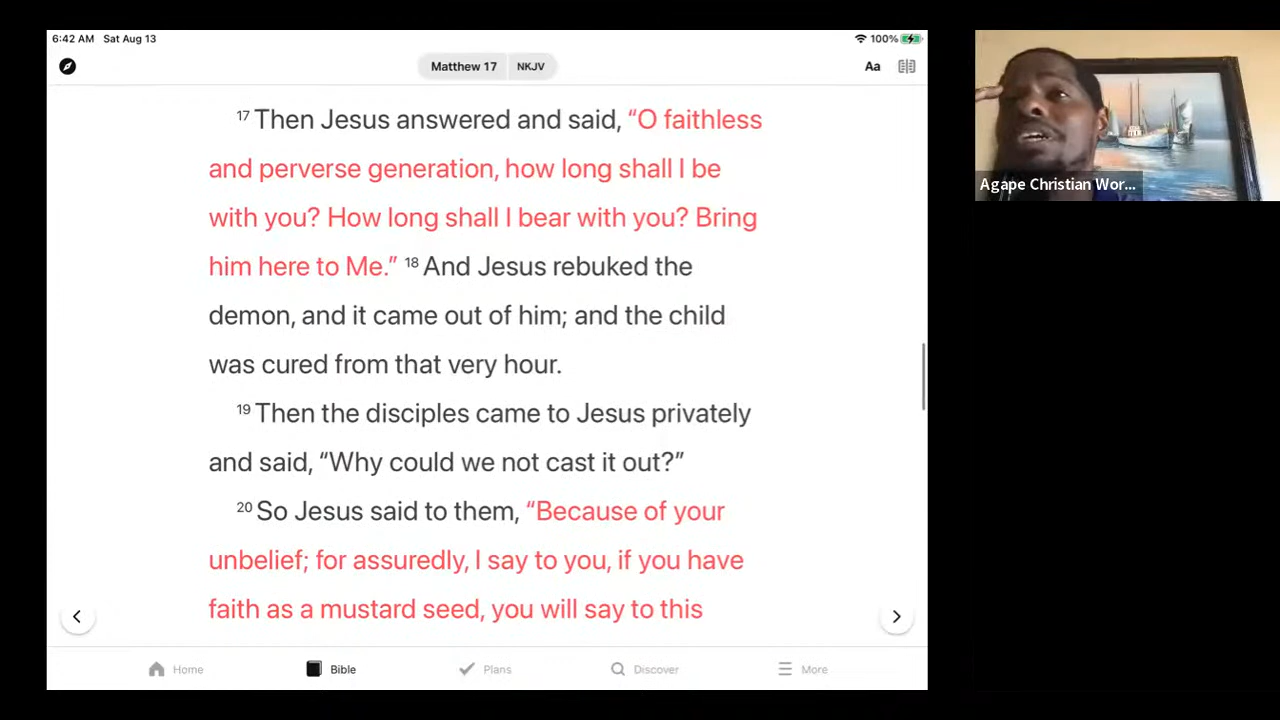 6:42 AM Sat Aug 13
100%
Matthew 17 NKJV
Aa
17 Then Jesus answered and said, “O faithless
and perverse generation, how long shall I be
with you? How long shall I bear with you? Bring
him here to Me.” 18 And Jesus rebuked the
demon, and it came out of him; and the child
was cured from that very hour.
19 Then the disciples came to Jesus privately
and said, “Why could we not cast it out?”
20 So Jesus said to them, “Because of your
unbelief; for assuredly, I say to you, if you have
faith as a mustard seed, you will say to this
Home Bible Plans Discover More
Agape Christian Wor...